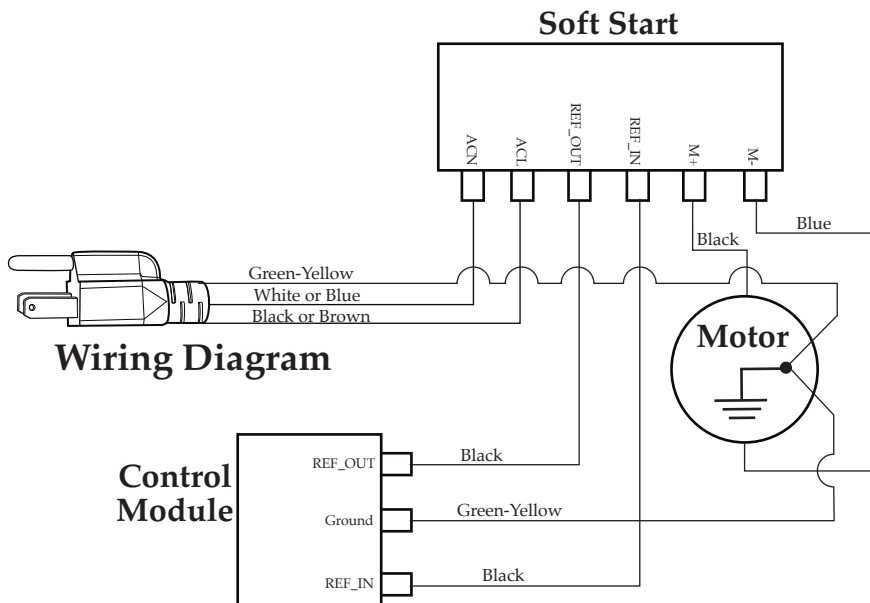 Soft Start
ACN
ACL
REF_OUT
REF_IN
M+
M-
Blue
Black
Green-Yellow
White or Blue
Black or Brown
Wiring Diagram
Motor
Control
Module
REF_OUT
Black
Ground
Green-Yellow
REF_IN
Black